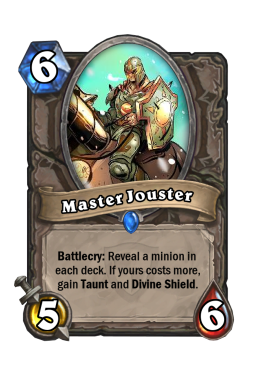 6
Master Jouster
Battlecry: Reveal a minion in
each deck. If yours costs more,
gain Taunt and Divine Shield.
5
6